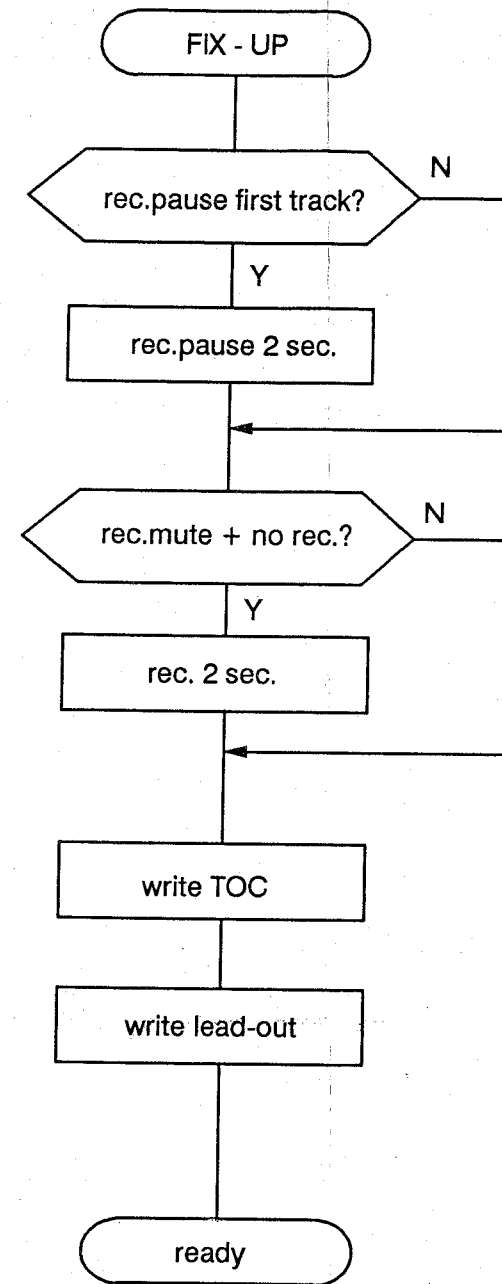 FIX - UP
rec.pause first track?
N
Y
rec.pause 2 sec.
rec.mute + no rec.?
N
Y
rec. 2 sec.
write TOC
write lead-out
ready